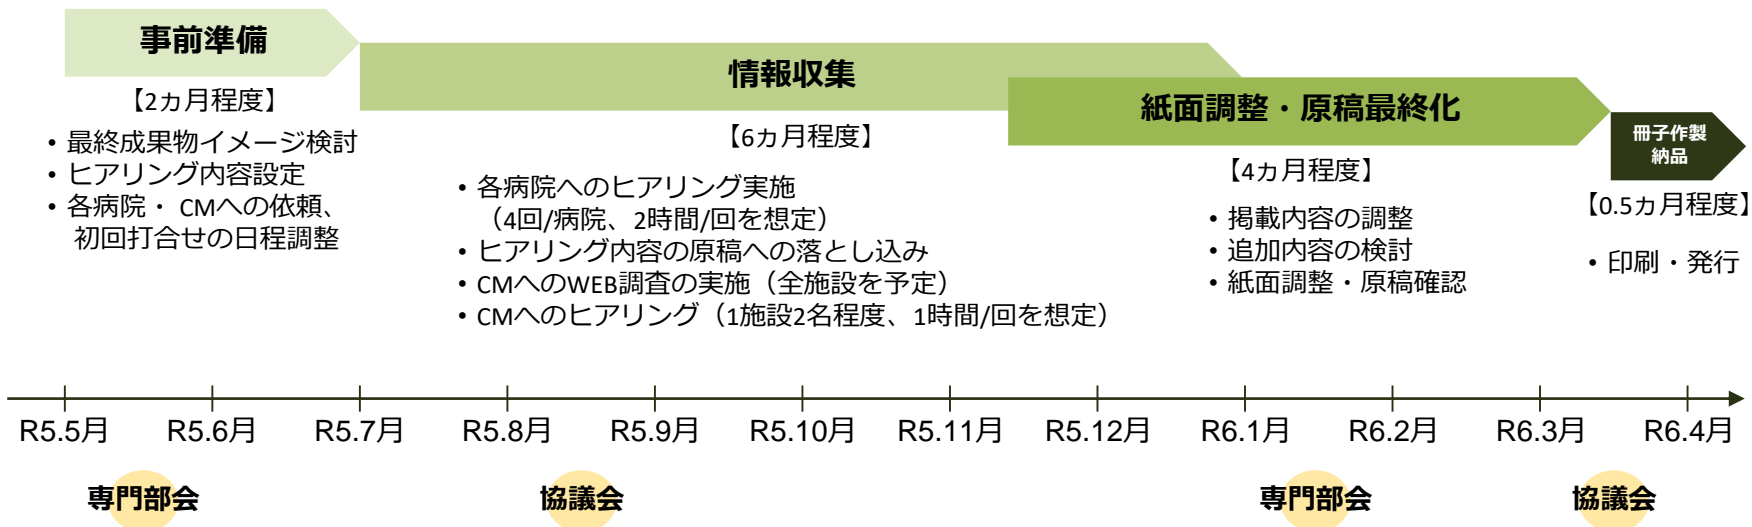 事前準備
【2ヵ月程度】
• 最終成果物イメージ検討
• ヒアリング内容設定
• 各病院・ CMへの依頼、
初回打合せの日程調整
情報収集
【6ヵ月程度】
• 各病院へのヒアリング実施
（4回/病院、2時間/回を想定）
• ヒアリング内容の原稿への落とし込み
• CMへのWEB調査の実施（全施設を予定）
• CMへのヒアリング（1施設2名程度、1時間/回を想定）
紙面調整・原稿最終化
【4ヵ月程度】
• 掲載内容の調整
• 追加内容の検討
• 紙面調整・原稿確認
冊子作製
納品
【0.5ヵ月程度】
• 印刷・発行
R5.5月 R5.6月 R5.7月 R5.8月 R5.9月 R5.10月 R5.11月 R5.12月 R6.1月 R6.2月 R6.3月 R6.4月
専門部会 協議会 専門部会 協議会